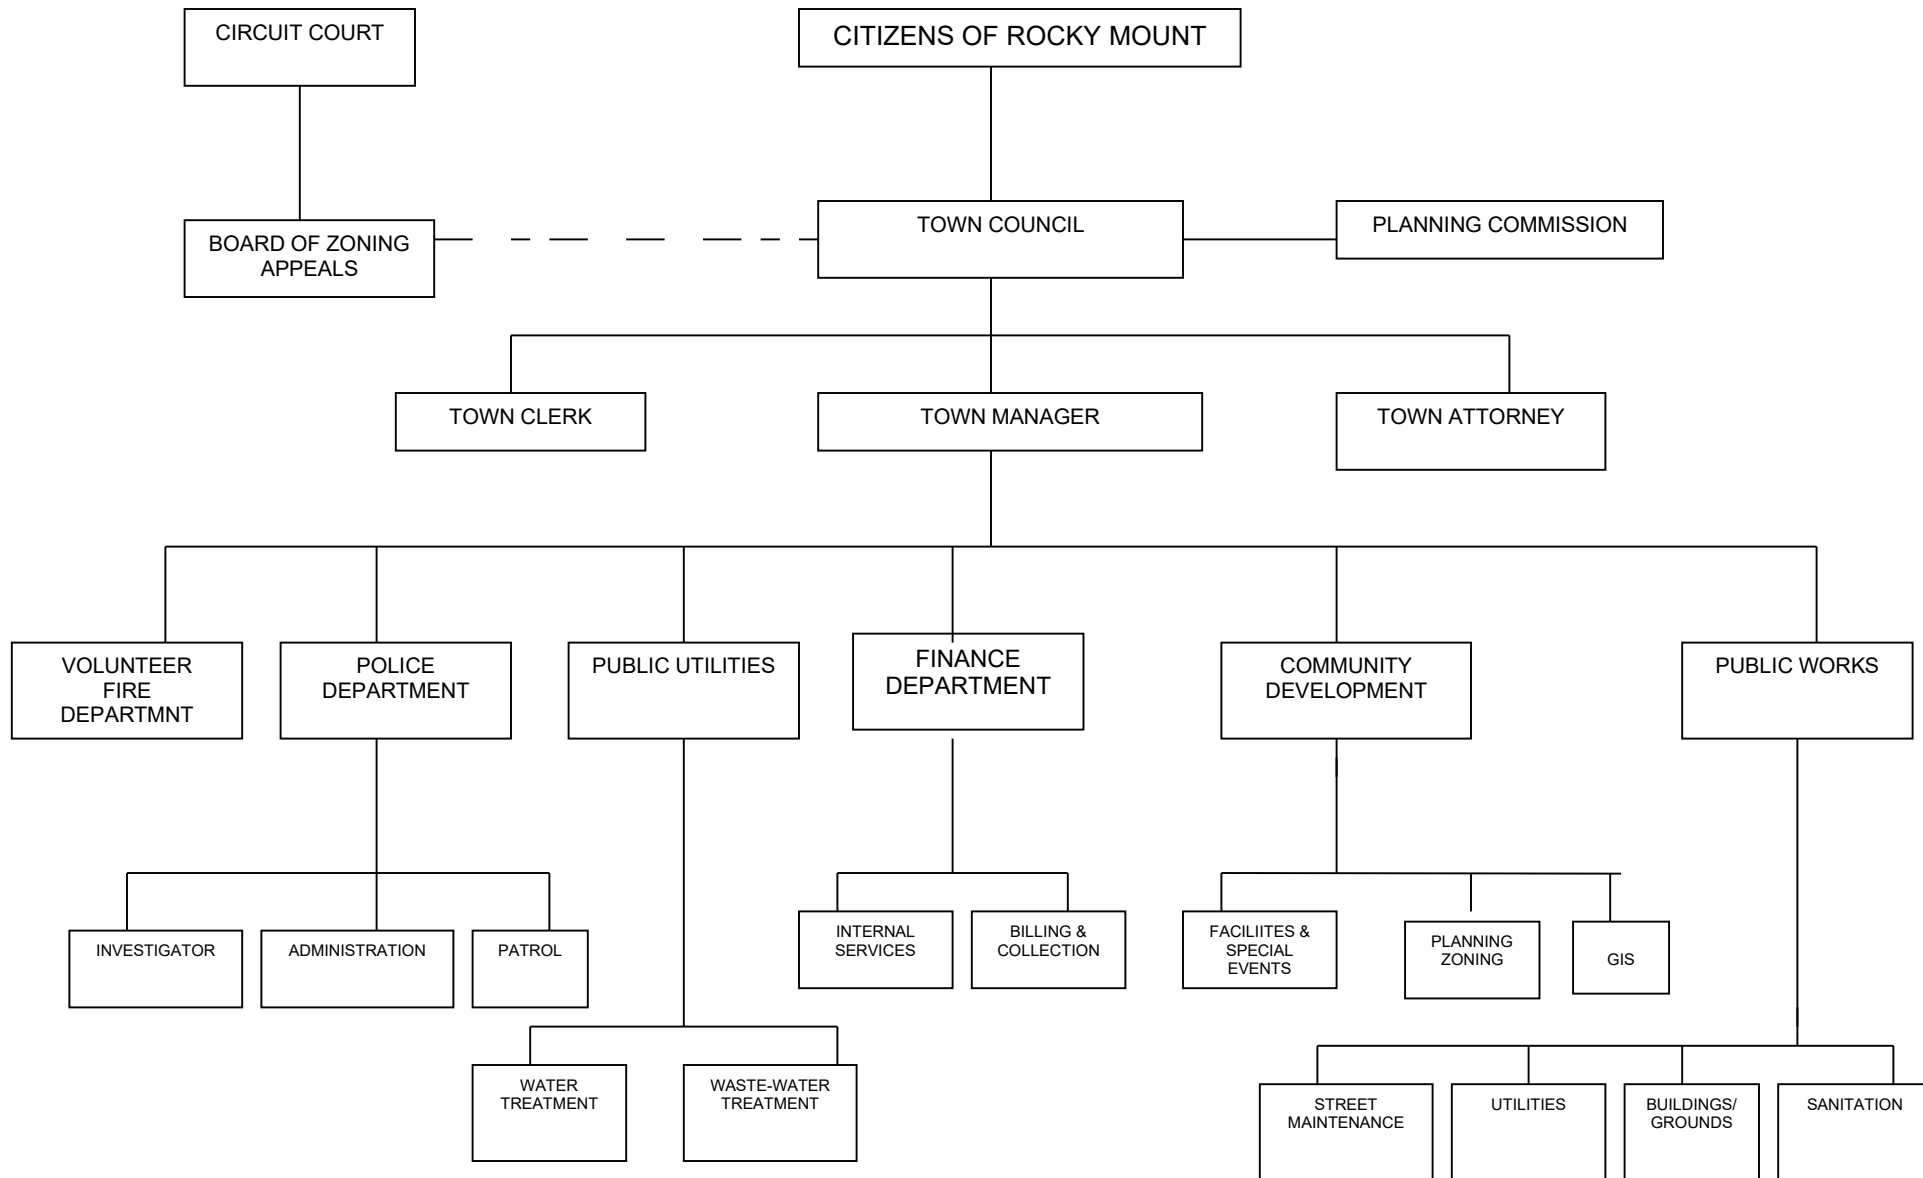 CIRCUIT COURT
CITIZENS OF ROCKY MOUNT
BOARD OF ZONING
APPEALS
TOWN COUNCIL
PLANNING COMMISSION
TOWN CLERK
TOWN MANAGER
TOWN ATTORNEY
VOLUNTEER
FIRE
DEPARTMNT
POLICE
DEPARTMENT
PUBLIC UTILITIES
FINANCE
DEPARTMENT
COMMUNITY
DEVELOPMENT
PUBLIC WORKS
INVESTIGATOR
ADMINISTRATION
PATROL
INTERNAL
SERVICES
BILLING &
COLLECTION
FACILIITES &
SPECIAL
EVENTS
PLANNING
ZONING
GIS
WATER
TREATMENT
WASTE-WATER
TREATMENT
STREET
MAINTENANCE
UTILITIES
BUILDINGS/
GROUNDS
SANITATION